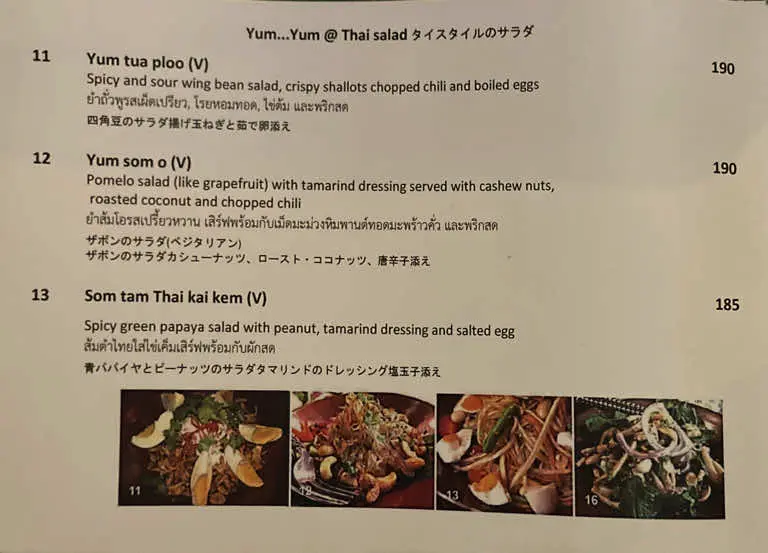 Yum...Yum @ Thai salad タイスタイルのサラダ
11 Yum tua ploo (V) 190
Spicy and sour wing bean salad, crispy shallots chopped chili and boiled eggs
ยำถั่วพูรสเผ็ดเปรี้ยว, โรยหอมทอด, ไข่ต้ม และพริกสด
四角豆のサラダ揚げ玉ねぎと茹で卵添え
12 Yum som o (V) 190
Pomelo salad (like grapefruit) with tamarind dressing served with cashew nuts,
roasted coconut and chopped chili
ยำส้มโอรสเปรี้ยวหวาน เสิร์ฟพร้อมกับเม็ดมะม่วงหิมพานต์ทอดมะพร้าวคั่ว และพริกสด
ザボンのサラダ(ベジタリアン)
ザボンのサラダカシューナッツ、ロースト・ココナッツ、唐辛子添え
13 Som tam Thai kai kem (V) 185
Spicy green papaya salad with peanut, tamarind dressing and salted egg
ส้มตำไทยใส่ไข่เค็มเสิร์ฟพร้อมกับผักสด
青パパイヤとピーナッツのサラダタマリンドのドレッシング塩玉子添え
11 12 13 16